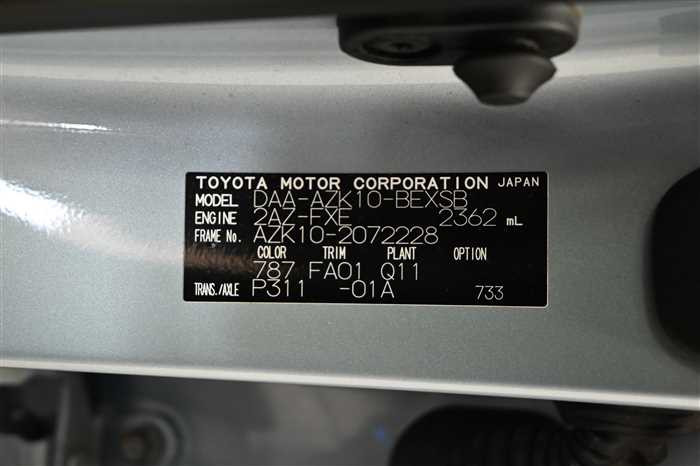 TOYOTA MOTOR CORPORATION JAPAN
MODEL DAA-AZK10-BEXSB
ENGINE 2AZ-FXE 2362 mL
FRAME No. AZK10-2072228
COLOR TRIM PLANT OPTION
787 FA01 Q11
TRANS./AXLE P311 -01A 733